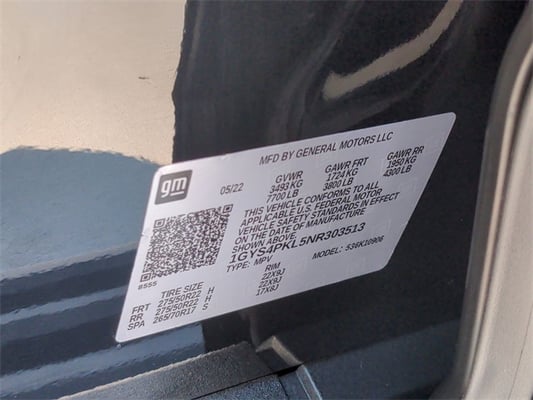 MFD BY GENERAL MOTORS LLC
gm
05/22
GVWR GAWR FRT GAWR RR
3493 KG 1724 KG 1950 KG
7700 LB 3800 LB 4300 LB
THIS VEHICLE CONFORMS TO ALL
APPLICABLE U.S. FEDERAL MOTOR
VEHICLE SAFETY STANDARDS IN EFFECT
ON THE DATE OF MANUFACTURE
SHOWN ABOVE.
1GYS4PKL5NR303513
TYPE: MPV MODEL: 536K10906
#555
TIRE SIZE RIM
FRT 275/50R22 H 22X9J
RR 275/50R22 H 22X9J
SPA 265/70R17 S 17X8J